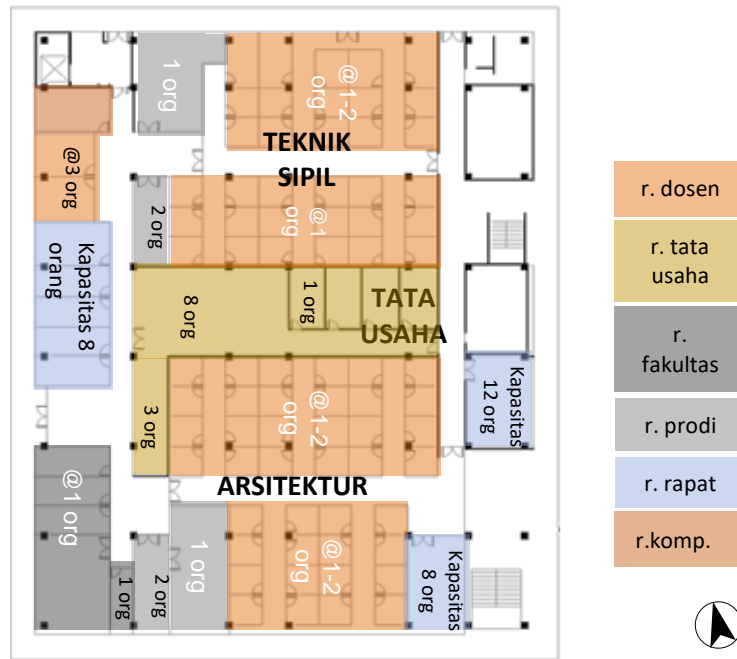 1 org
@1-2
org
TEKNIK
SIPIL
@3 org
2 org
@1
org
Kapasitas 8
orang
8 org
1 org
TATA
USAHA
3 org
@1-2
org
Kapasitas
12 org
ARSITEKTUR
@1 org
1 org
2 org
1 org
@1-2
org
Kapasitas
8 org
r. dosen
r. tata
usaha
r.
fakultas
r. prodi
r. rapat
r.komp.